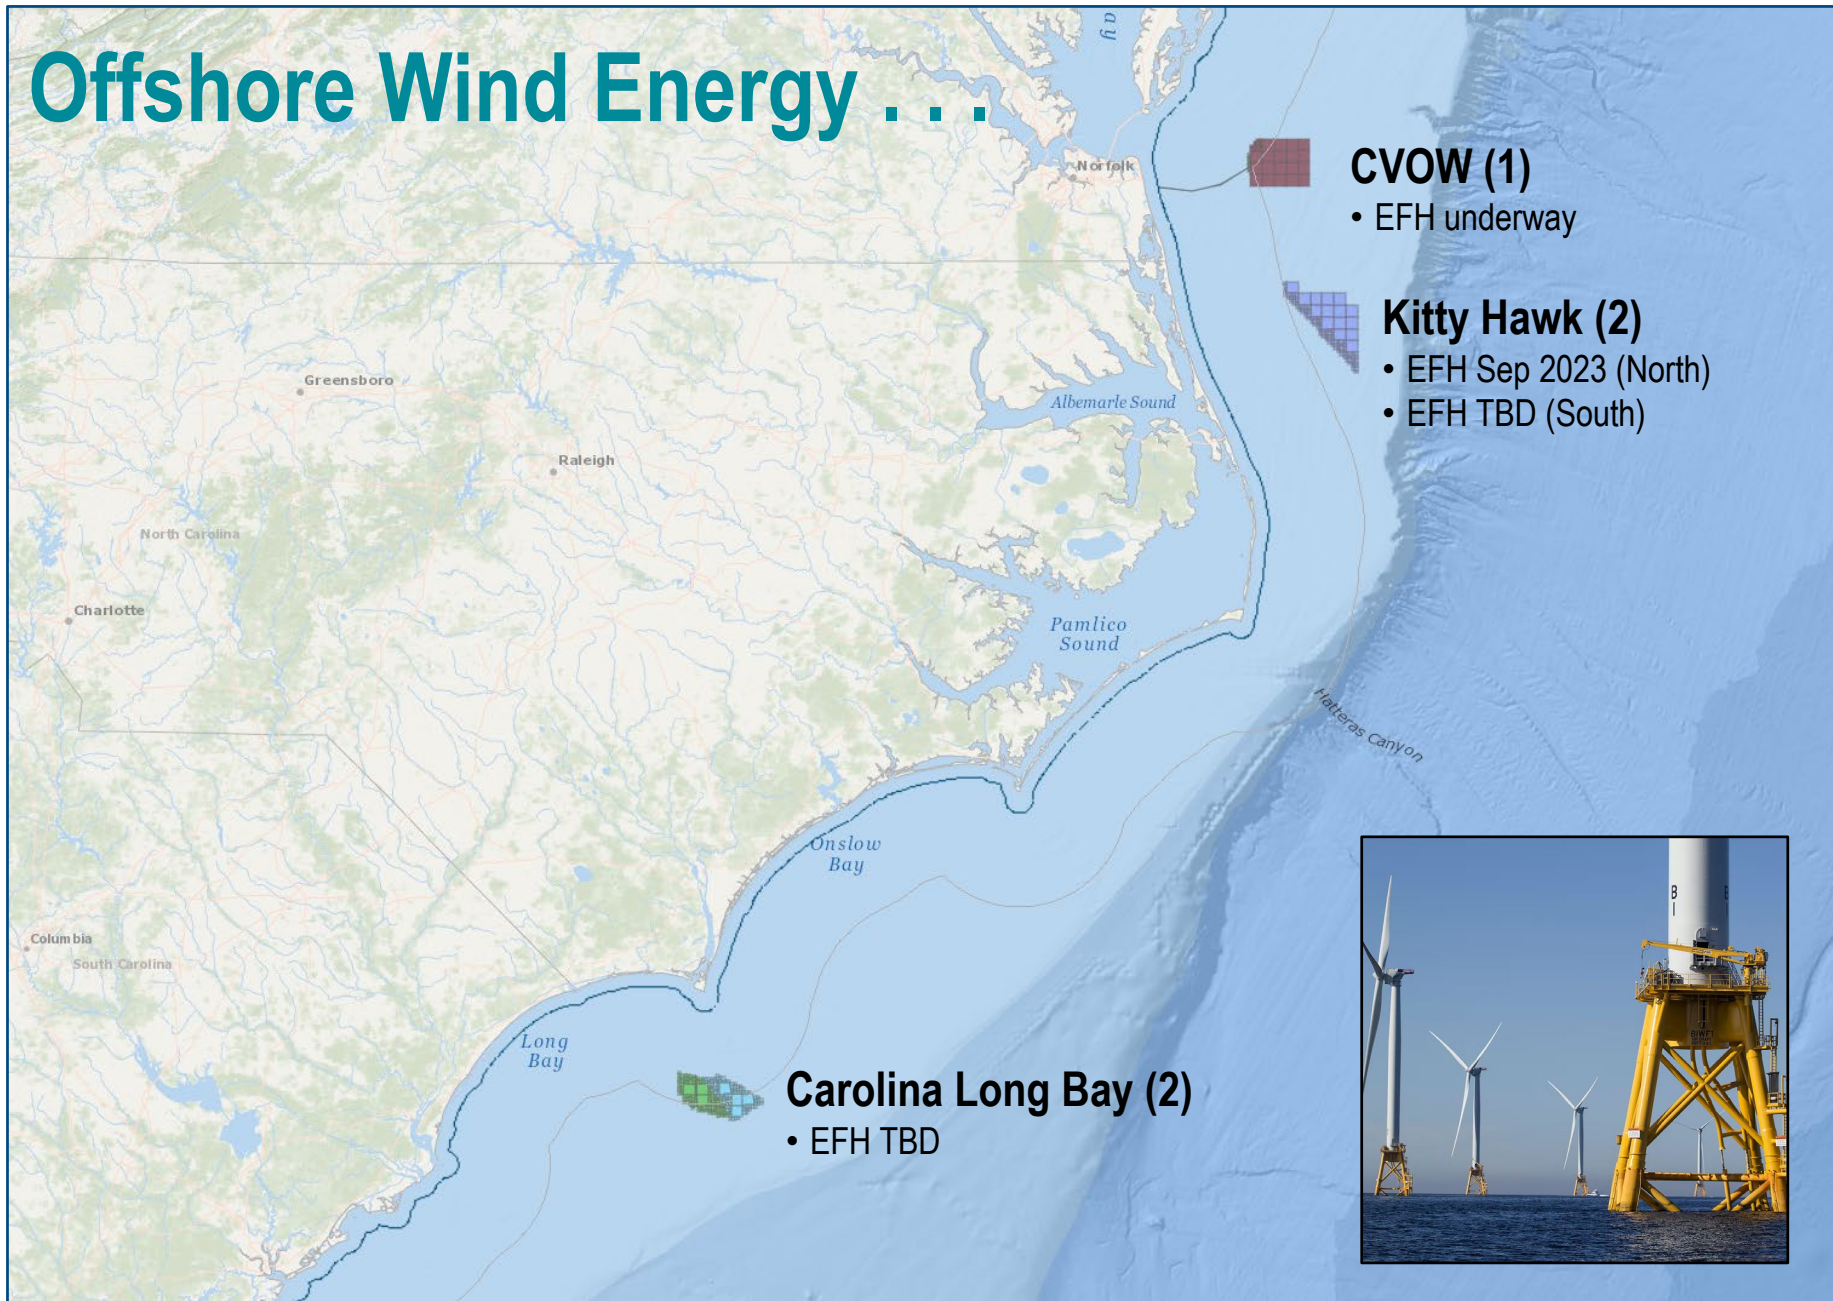 Offshore Wind Energy . . .
ay
Norfolk
CVOW (1)
• EFH underway
Kitty Hawk (2)
• EFH Sep 2023 (North)
• EFH TBD (South)
Greensboro
Albemarle Sound
Raleigh
North Carolina
Charlotte
Pamlico
Sound
Hatteras Canyon
Onslow
Bay
Columbia
South Carolina
Long
Bay
Carolina Long Bay (2)
• EFH TBD
B
I